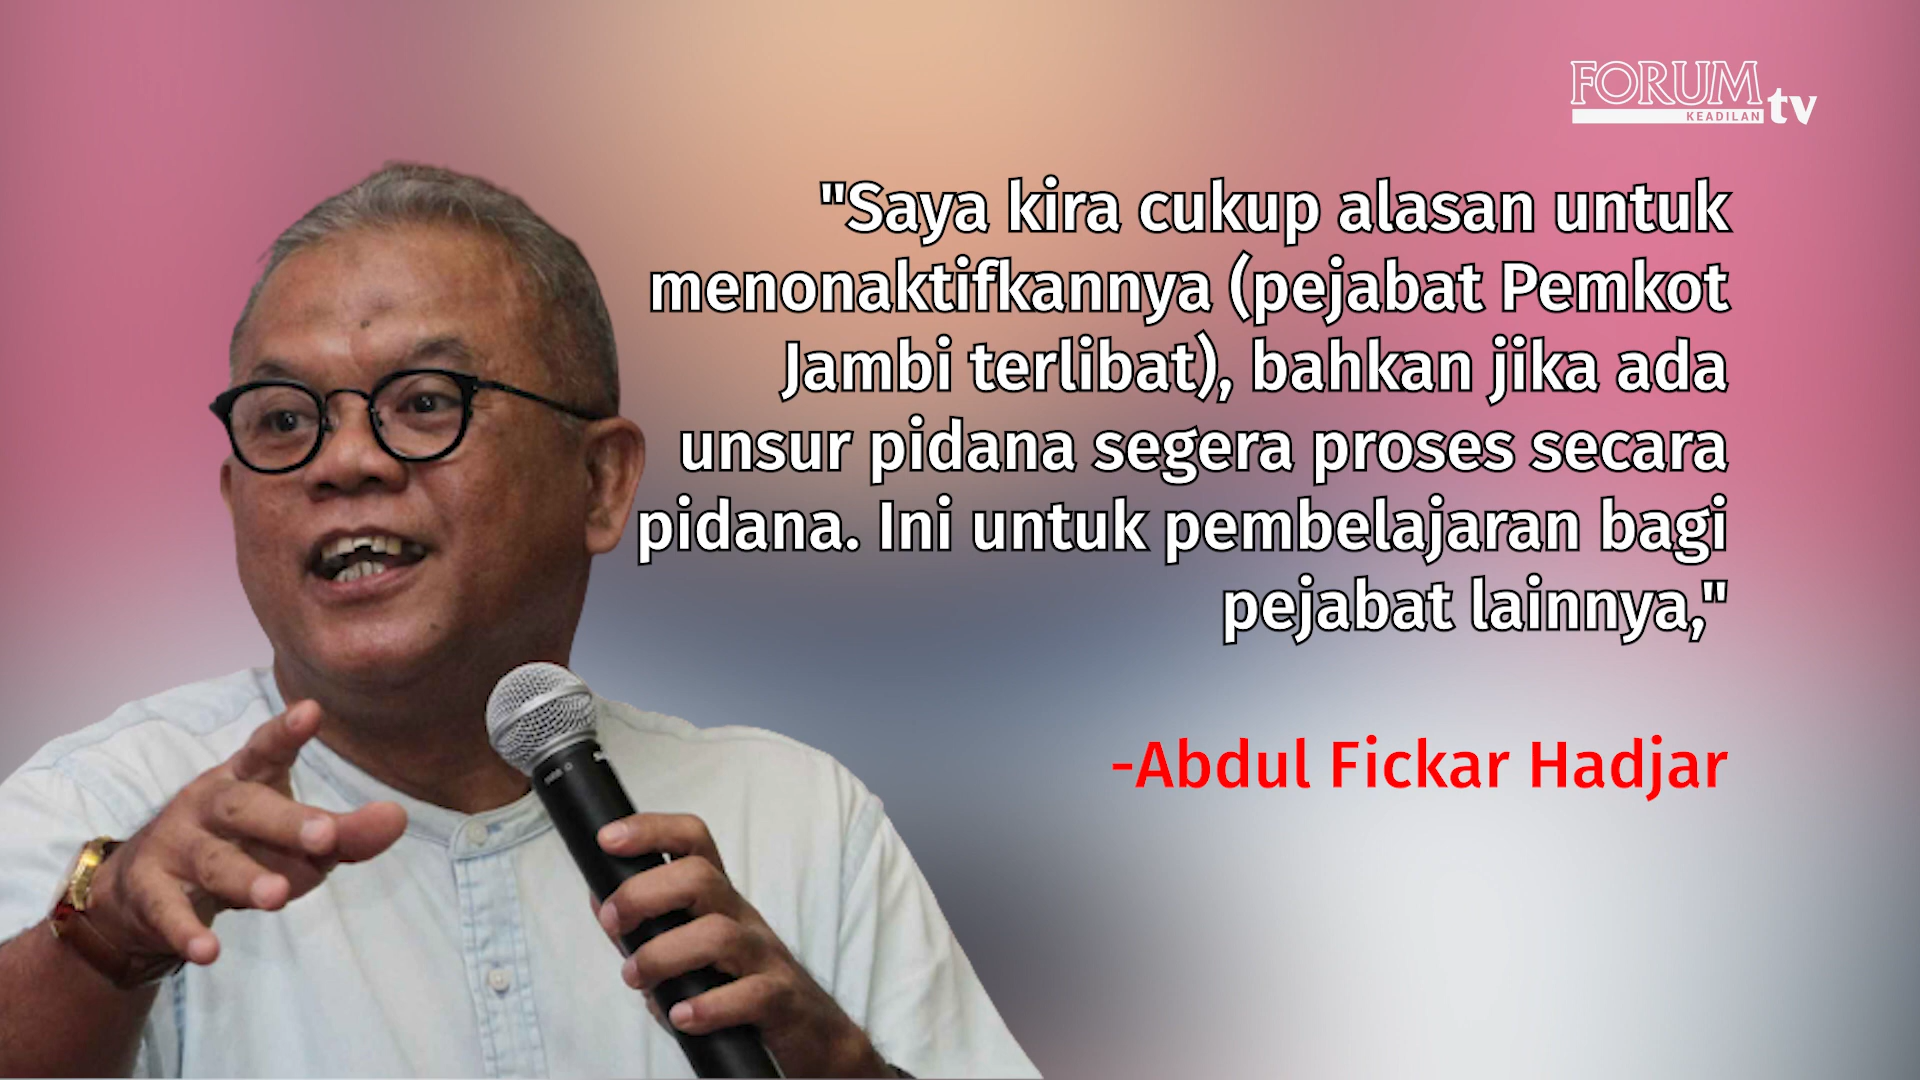 FORUM
KEADILAN
tv
"Saya kira cukup alasan untuk
menonaktifkannya (pejabat Pemkot
Jambi terlibat), bahkan jika ada
unsur pidana segera proses secara
pidana. Ini untuk pembelajaran bagi
pejabat lainnya,"
-Abdul Fickar Hadjar